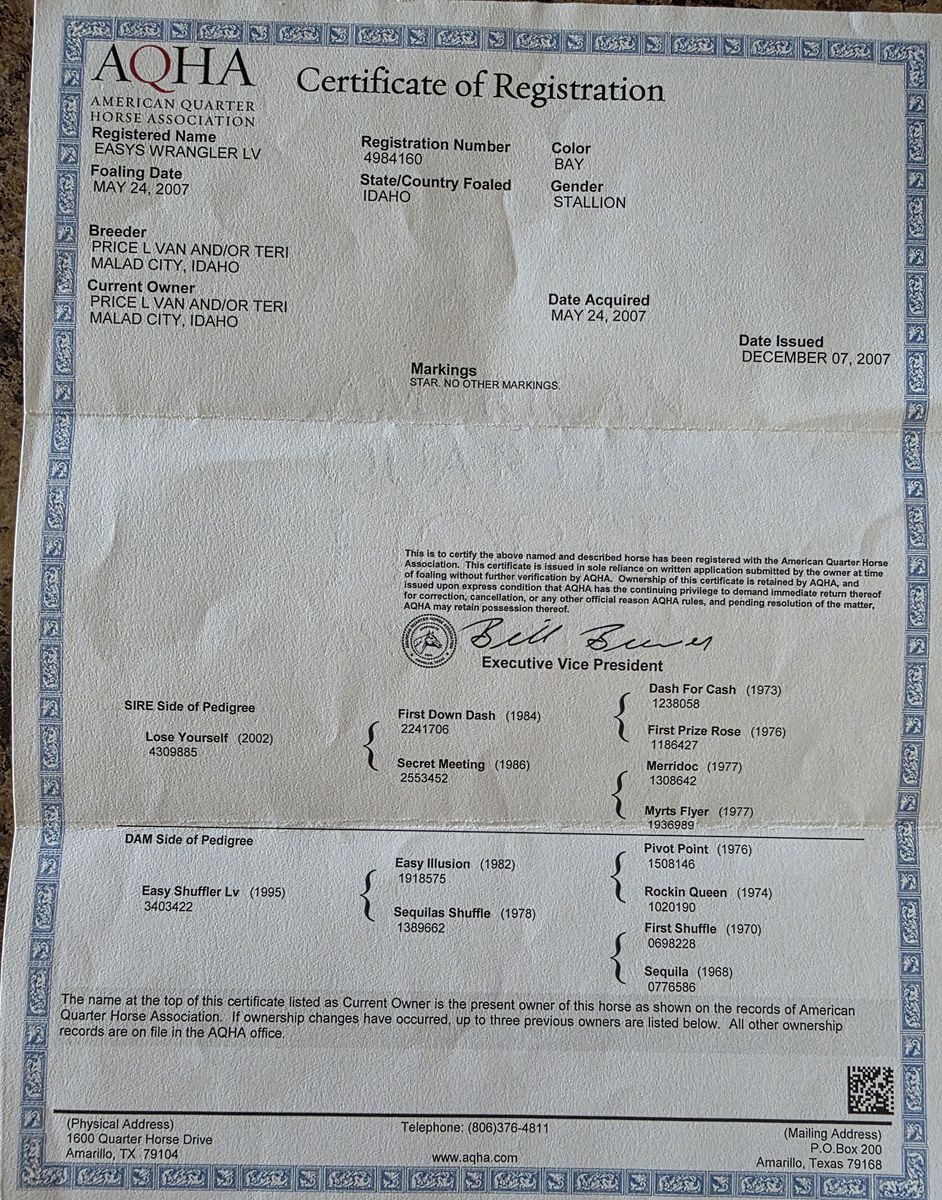 AQHA
AMERICAN QUARTER
HORSE ASSOCIATION
Certificate of Registration
Registered Name
EASYS WRANGLER LV
Registration Number
4984160
Color
BAY
Foaling Date
MAY 24, 2007
State/Country Foaled
IDAHO
Gender
STALLION
Breeder
PRICE L VAN AND/OR TERI
MALAD CITY, IDAHO
Current Owner
PRICE L VAN AND/OR TERI
MALAD CITY, IDAHO
Date Acquired
MAY 24, 2007
Date Issued
DECEMBER 07, 2007
Markings
STAR. NO OTHER MARKINGS.
This is to certify the above named and described horse has been registered with the American Quarter Horse
Association. This certificate is issued in sole reliance on written application submitted by the owner at time
of foaling without further verification by AQHA. Ownership of this certificate is retained by AQHA, and
issued upon express condition that AQHA has the continuing privilege to demand immediate return thereof
for correction, cancellation, or any other official reason AQHA rules, and pending resolution of the matter,
AQHA may retain possession thereof.
Bill Brewer
Executive Vice President
SIRE Side of Pedigree
Lose Yourself (2002)
4309885
First Down Dash (1984)
2241706
Secret Meeting (1986)
2553452
Dash For Cash (1973)
1238058
First Prize Rose (1976)
1186427
Merridoc (1977)
1308642
Myrts Flyer (1977)
1936989
DAM Side of Pedigree
Easy Shuffler Lv (1995)
3403422
Easy Illusion (1982)
1918575
Sequilas Shuffle (1978)
1389662
Pivot Point (1976)
1508146
Rockin Queen (1974)
1020190
First Shuffle (1970)
0698228
Sequila (1968)
0776586
The name at the top of this certificate listed as Current Owner is the present owner of this horse as shown on the records of American
Quarter Horse Association. If ownership changes have occurred, up to three previous owners are listed below. All other ownership
records are on file in the AQHA office.
(Physical Address)
1600 Quarter Horse Drive
Amarillo, TX 79104
Telephone: (806)376-4811
www.aqha.com
(Mailing Address)
P.O.Box 200
Amarillo, Texas 79168